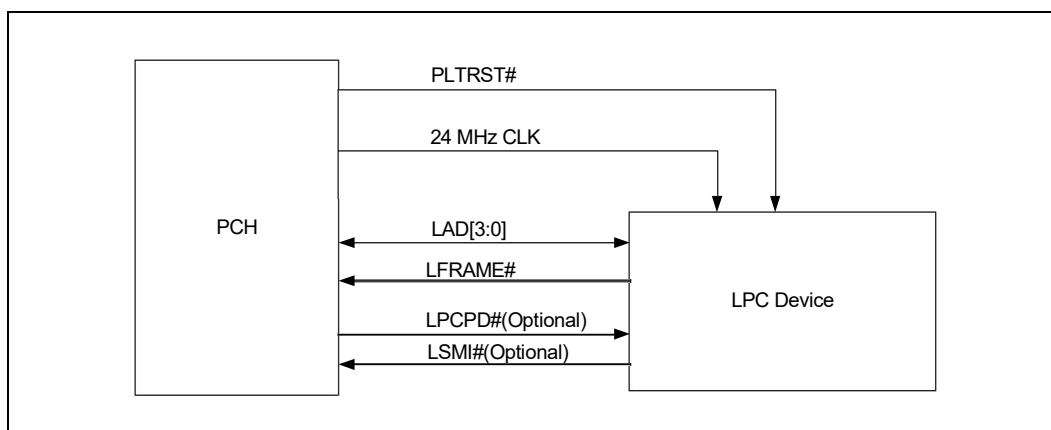 PLTRST#
24 MHz CLK
PCH
LAD[3:0]
LFRAME#
LPC Device
LPCPD#(Optional)
LSMI#(Optional)